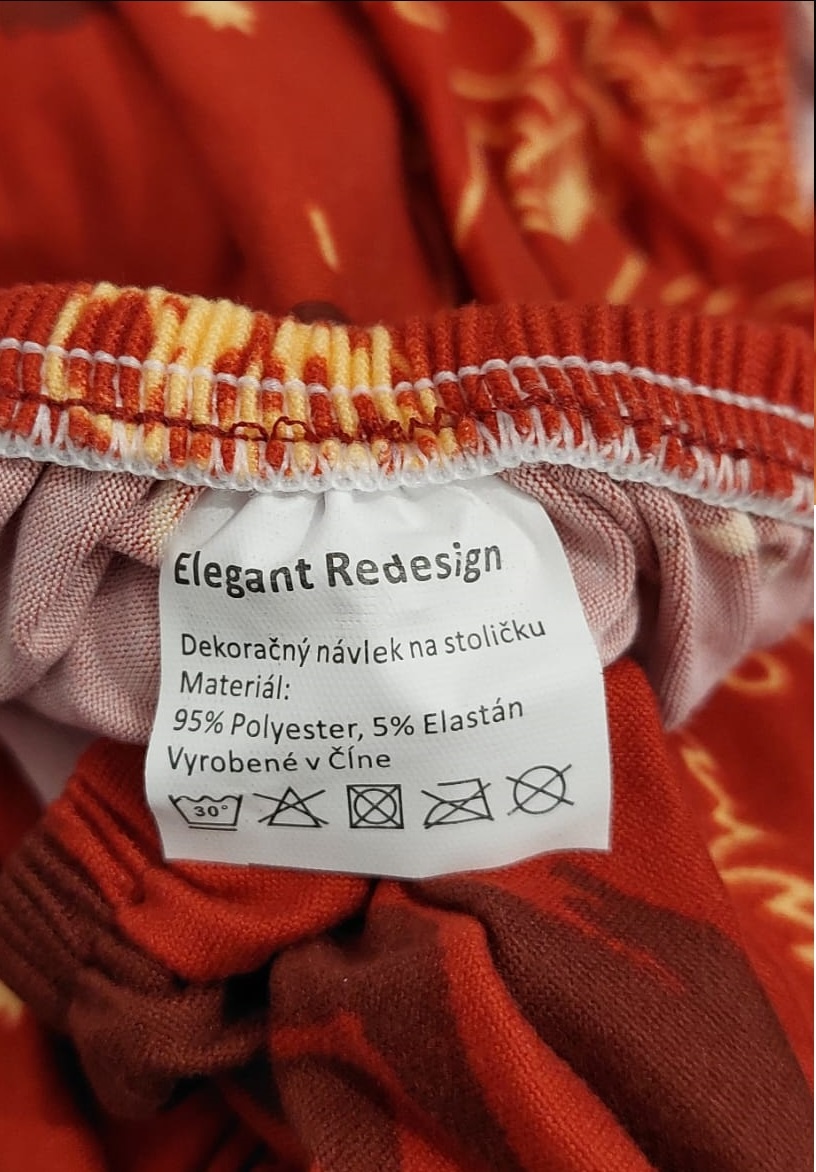 Elegant Redesign
Dekoračný návlek na stoličku
Materiál:
95% Polyester, 5% Elastán
Vyrobené v Číne
30°